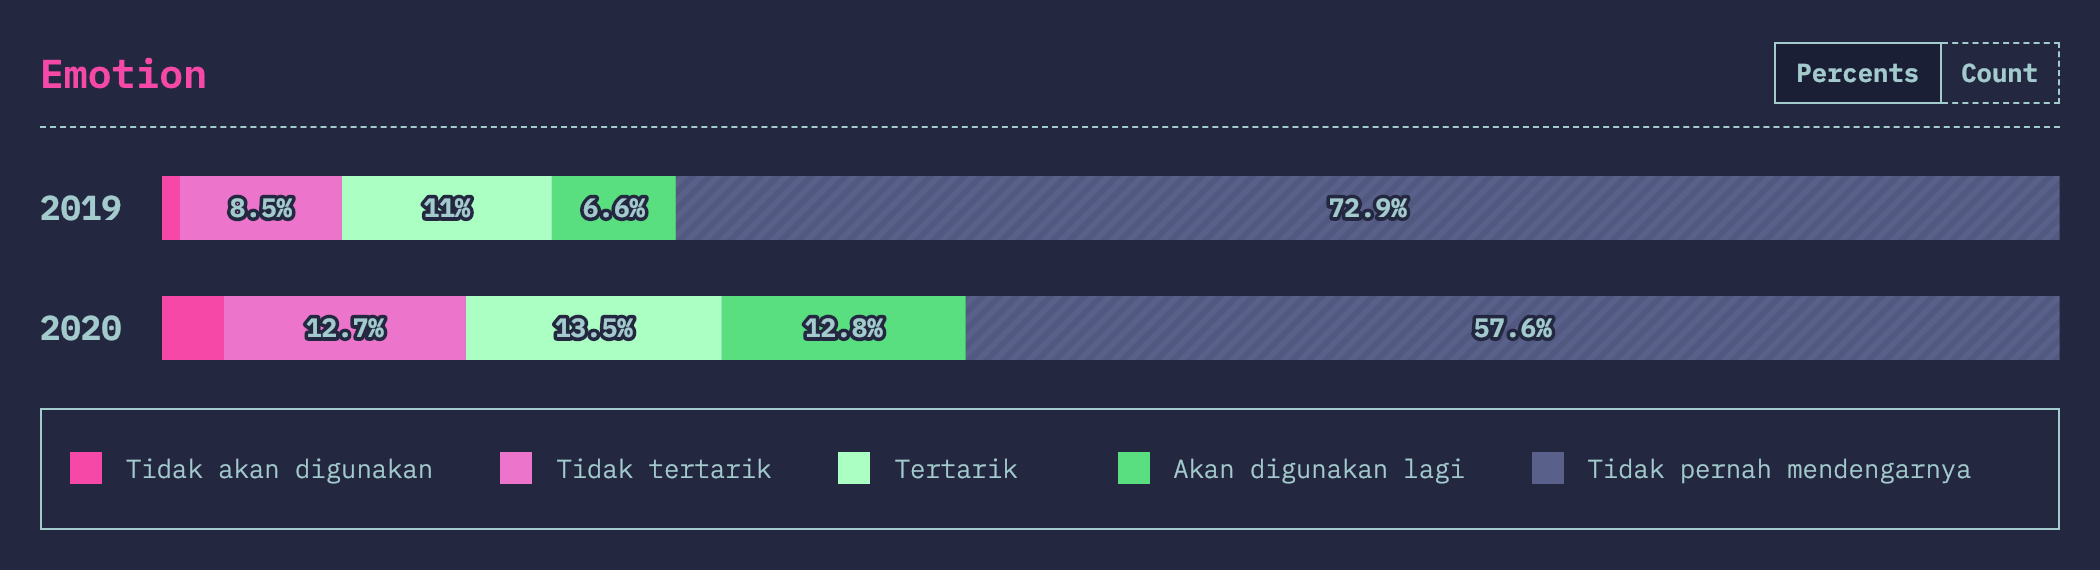 Emotion
Percents Count
2019 8.5% 11% 6.6% 72.9%
2020 12.7% 13.5% 12.8% 57.6%
Tidak akan digunakan Tidak tertarik Tertarik Akan digunakan lagi Tidak pernah mendengarnya